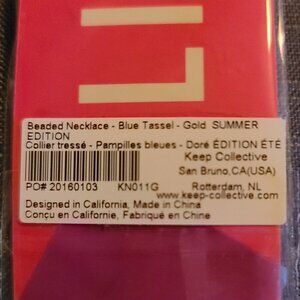 LI
Beaded Necklace - Blue Tassel - Gold SUMMER
EDITION
Collier tressé - Pampilles bleues - Doré ÉDITION ÉTÉ
Keep Collective
San Bruno,CA(USA)
PO# 20160103 KN011G Rotterdam, NL
www.keep-collective.com
Designed in California, Made in China
Conçu en Californie, Fabriqué en Chine